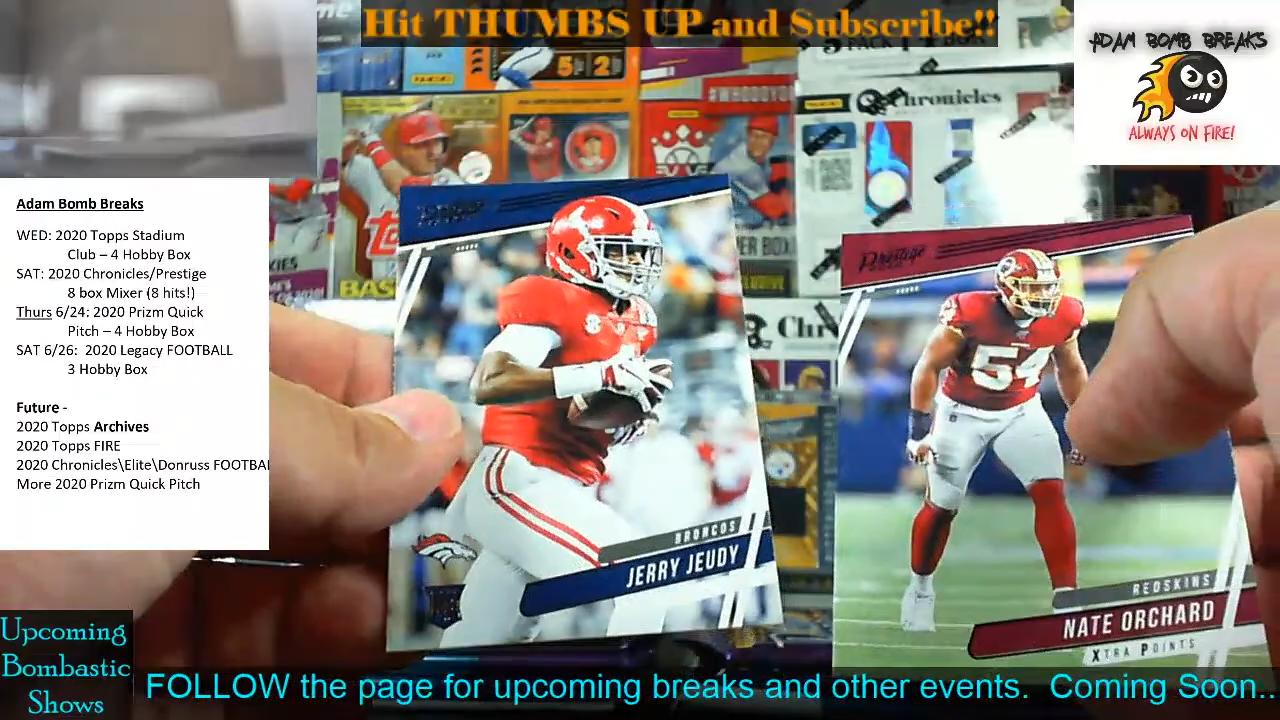 Hit THUMBS UP and Subscribe!!
ADAM BOMB BREAKS
ALWAYS ON FIRE!
Adam Bomb Breaks
WED: 2020 Topps Stadium
Club – 4 Hobby Box
SAT: 2020 Chronicles/Prestige
8 box Mixer (8 hits!)
Thurs 6/24: 2020 Prizm Quick
Pitch – 4 Hobby Box
SAT 6/26: 2020 Legacy FOOTBALL
3 Hobby Box
Future -
2020 Topps Archives
2020 Topps FIRE
2020 Chronicles\Elite\Donruss FOOTBAL
More 2020 Prizm Quick Pitch
Chronicles
Chr
BAS
Prestige
BRONCOS
JERRY JEUDY
54
REDSKINS
NATE ORCHARD
XTRA POINTS
Upcoming
Bombastic
Shows
FOLLOW the page for upcoming breaks and other events. Coming Soon..